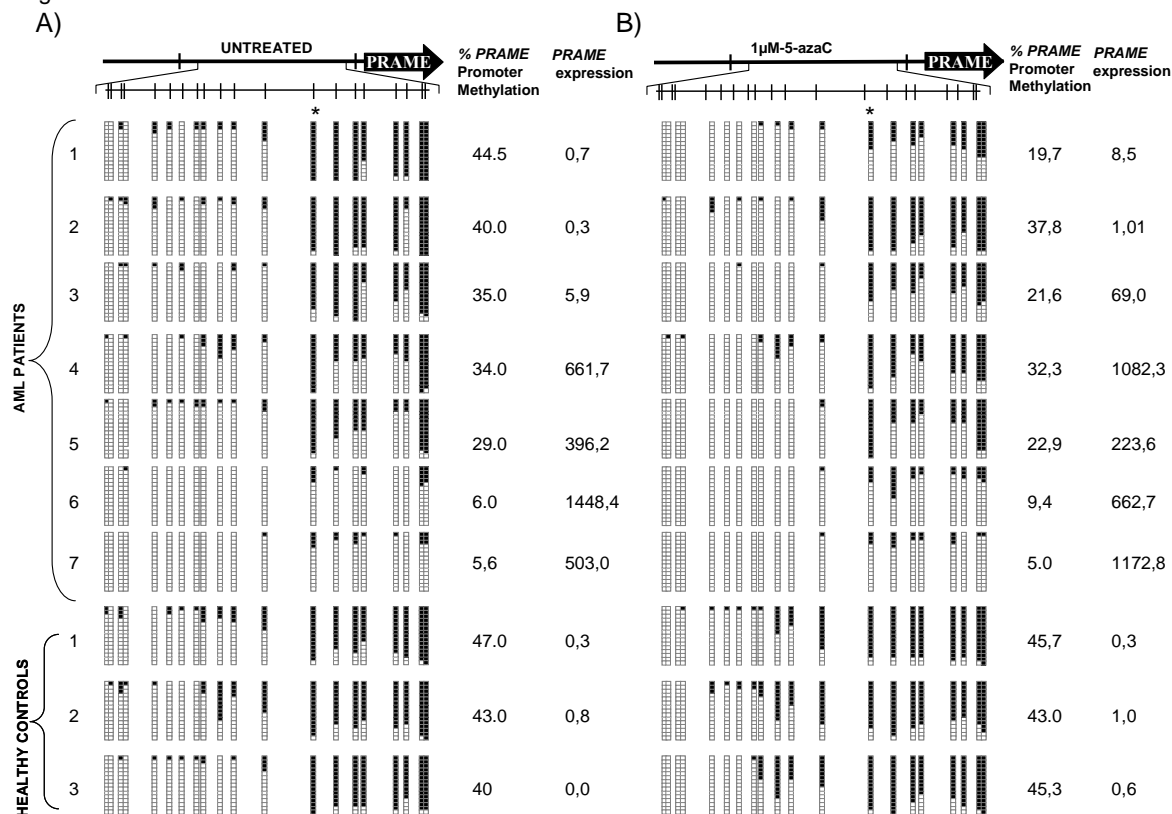 A)
UNTREATED
PRAME
% PRAME
Promoter
Methylation
PRAME
expression
*
AML PATIENTS
1 44.5 0,7
2 40.0 0,3
3 35.0 5,9
4 34.0 661,7
5 29.0 396,2
6 6.0 1448,4
7 5,6 503,0
HEALTHY CONTROLS
1 47.0 0,3
2 43.0 0,8
3 40 0,0
B)
1µM-5-azaC
PRAME
% PRAME
Promoter
Methylation
PRAME
expression
*
19,7 8,5
37,8 1,01
21,6 69,0
32,3 1082,3
22,9 223,6
9,4 662,7
5.0 1172,8
45,7 0,3
43.0 1,0
45,3 0,6